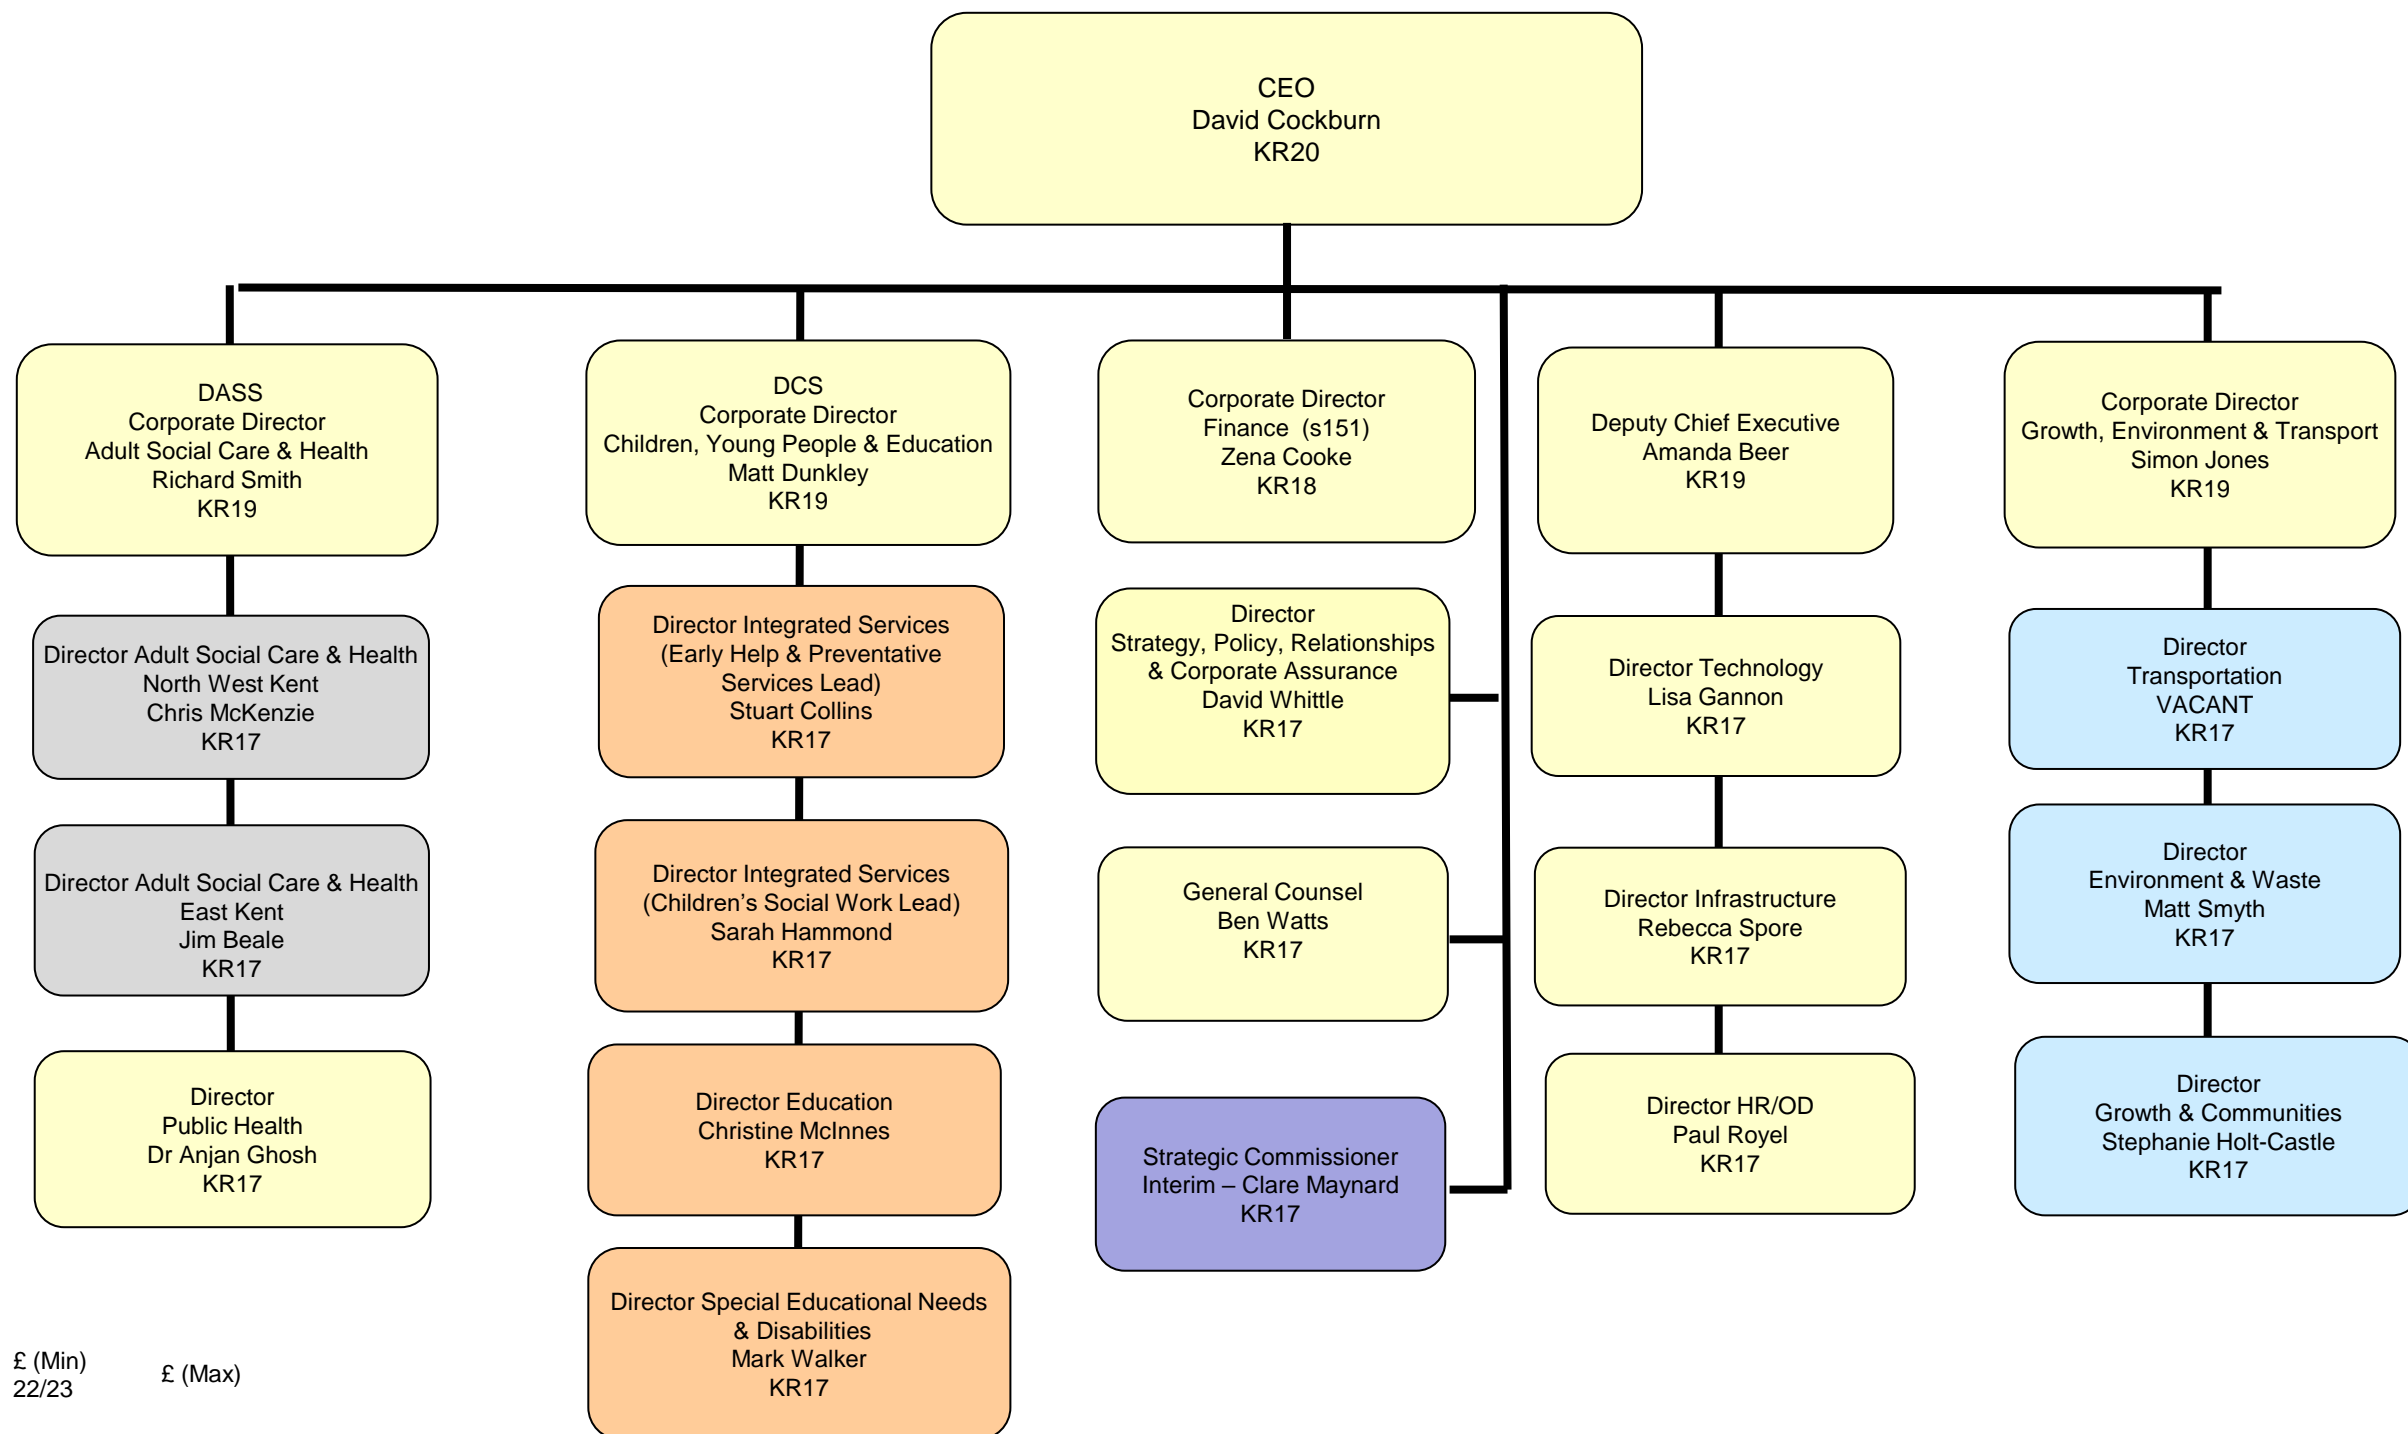 CEO
David Cockburn
KR20
DASS
Corporate Director
Adult Social Care & Health
Richard Smith
KR19
DCS
Corporate Director
Children, Young People & Education
Matt Dunkley
KR19
Corporate Director
Finance (s151)
Zena Cooke
KR18
Deputy Chief Executive
Amanda Beer
KR19
Corporate Director
Growth, Environment & Transport
Simon Jones
KR19
Director Adult Social Care & Health
North West Kent
Chris McKenzie
KR17
Director Integrated Services
(Early Help & Preventative
Services Lead)
Stuart Collins
KR17
Director
Strategy, Policy, Relationships
& Corporate Assurance
David Whittle
KR17
Director Technology
Lisa Gannon
KR17
Director
Transportation
VACANT
KR17
Director Adult Social Care & Health
East Kent
Jim Beale
KR17
Director Integrated Services
(Children’s Social Work Lead)
Sarah Hammond
KR17
General Counsel
Ben Watts
KR17
Director Infrastructure
Rebecca Spore
KR17
Director
Environment & Waste
Matt Smyth
KR17
Director
Public Health
Dr Anjan Ghosh
KR17
Director Education
Christine McInnes
KR17
Strategic Commissioner
Interim – Clare Maynard
KR17
Director HR/OD
Paul Royel
KR17
Director
Growth & Communities
Stephanie Holt-Castle
KR17
Director Special Educational Needs
& Disabilities
Mark Walker
KR17
£ (Min)
22/23
£ (Max)